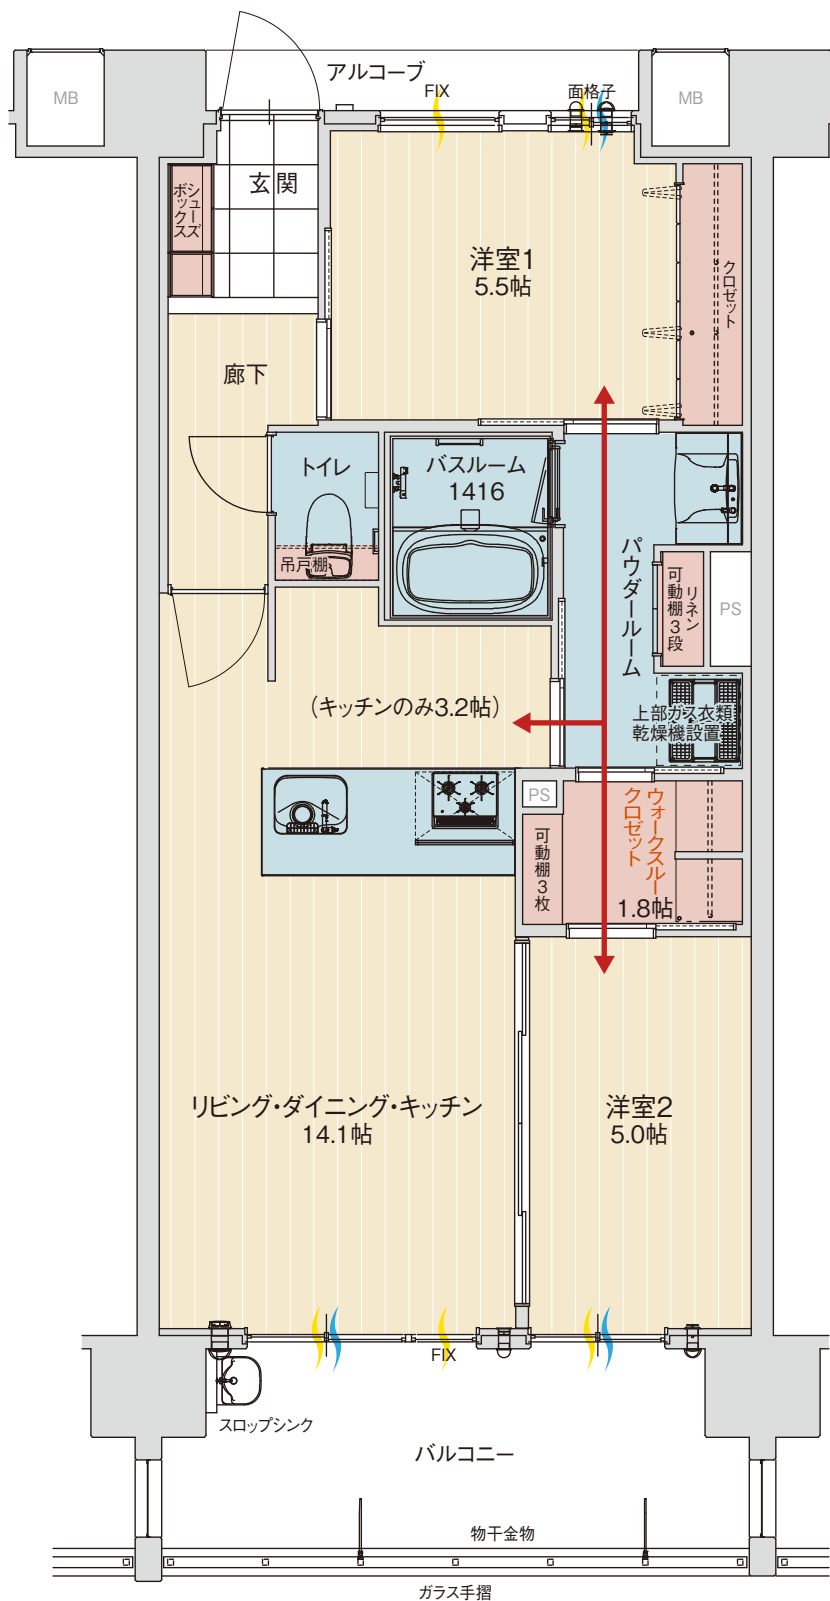 アルコーブ
MB
FIX
面格子
MB
玄関
シューズ
ボックス
洋室1
5.5帖
クロゼット
廊下
トイレ
吊戸棚
バスルーム
1416
パウダールーム
リネン
可動棚3段
PS
(キッチンのみ3.2帖)
上部ガス衣類
乾燥機設置
PS
可動棚3枚
ウォークスルー
クロゼット
1.8帖
リビング・ダイニング・キッチン
14.1帖
洋室2
5.0帖
FIX
スロップシンク
バルコニー
物干金物
ガラス手摺